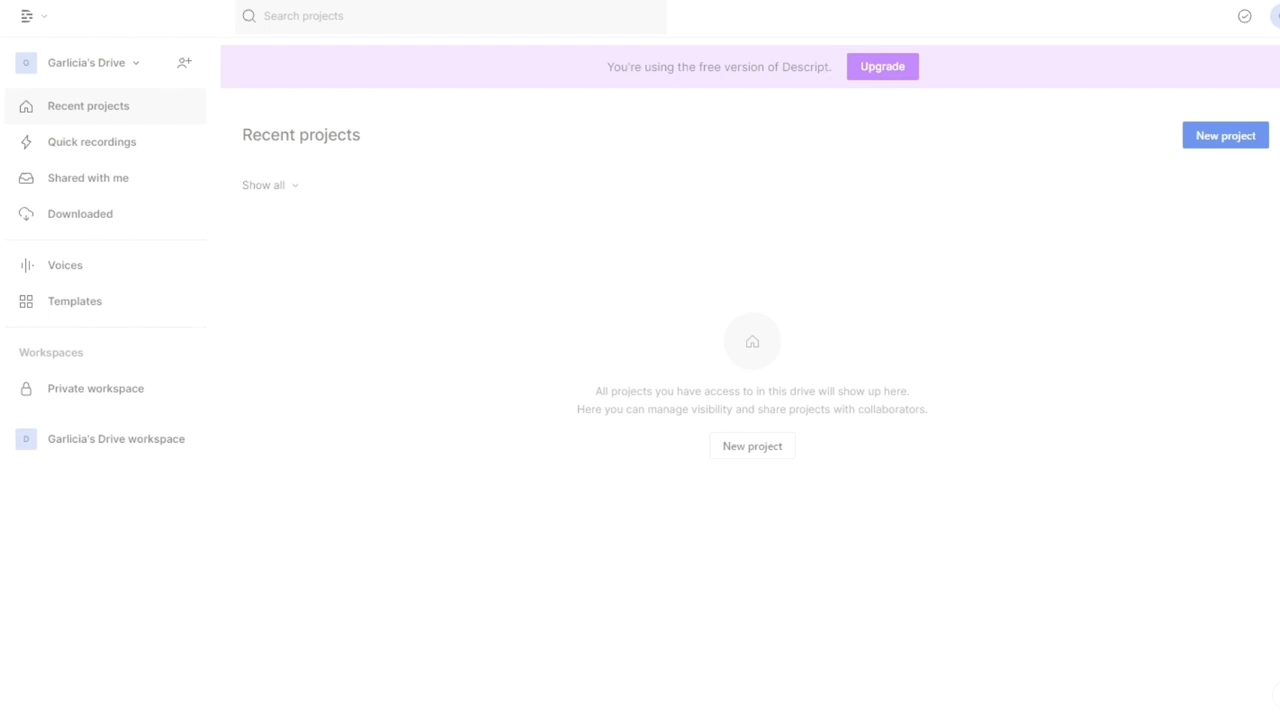 Search projects
G
Garlicia's Drive
You're using the free version of Descript.
Upgrade
Recent projects
Quick recordings
Shared with me
Downloaded
Voices
Templates
Workspaces
Private workspace
D
Garlicia's Drive workspace
Recent projects
New project
Show all
All projects you have access to in this drive will show up here.
Here you can manage visibility and share projects with collaborators.
New project